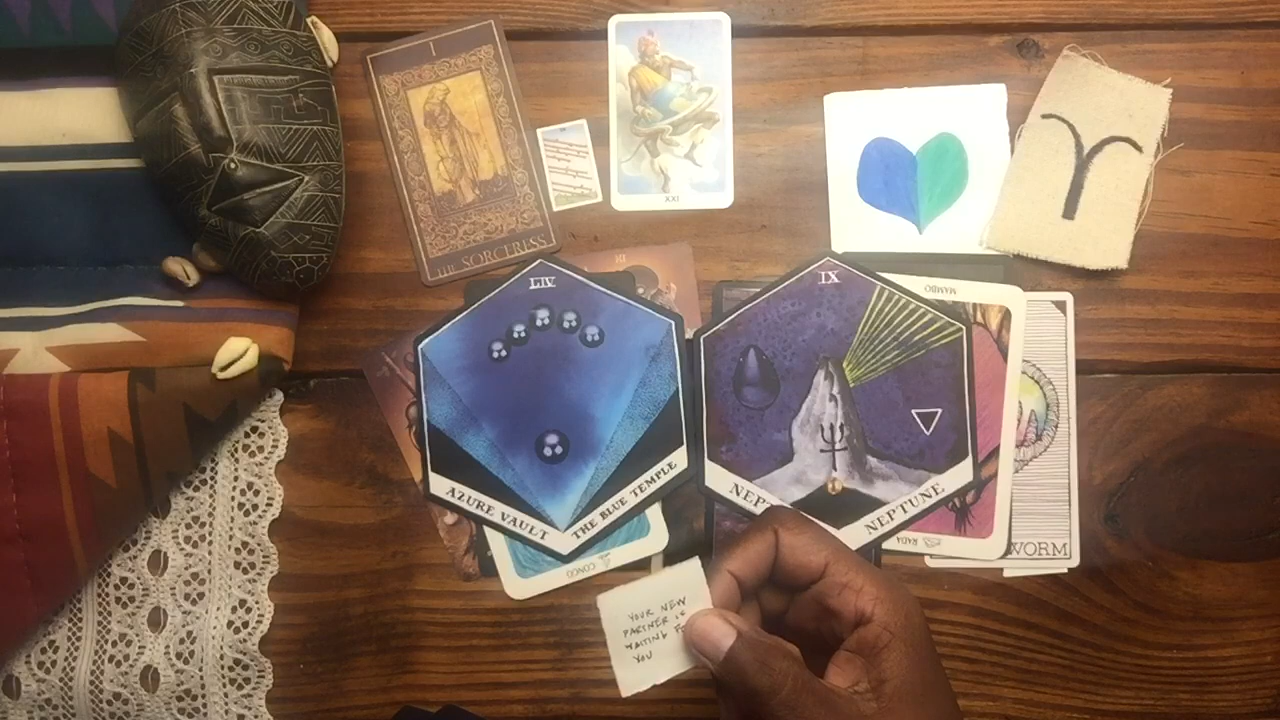 I
THE SORCERESS
XXI
LIV
AZURE VAULT
THE BLUE TEMPLE
IX
NEPTUNE
MAMBO
RADA
WORM
CONGO
YOUR NEW
PARTNER IS
WAITING
YOU